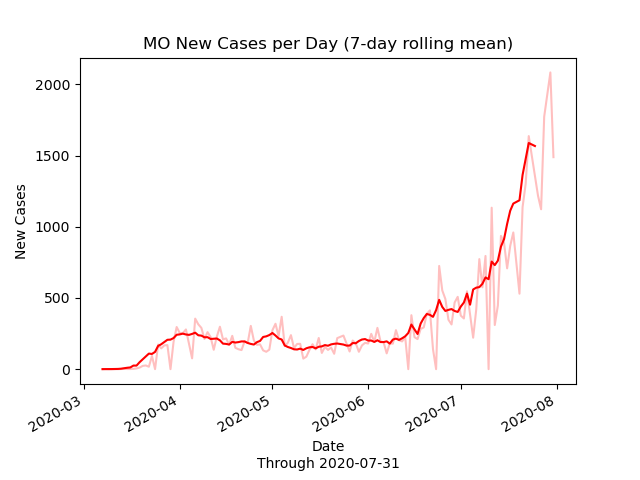 MO New Cases per Day (7-day rolling mean)
2000
1500
1000
500
0
New Cases
2020-03
2020-04
2020-05
2020-06
2020-07
2020-08
Date
Through 2020-07-31